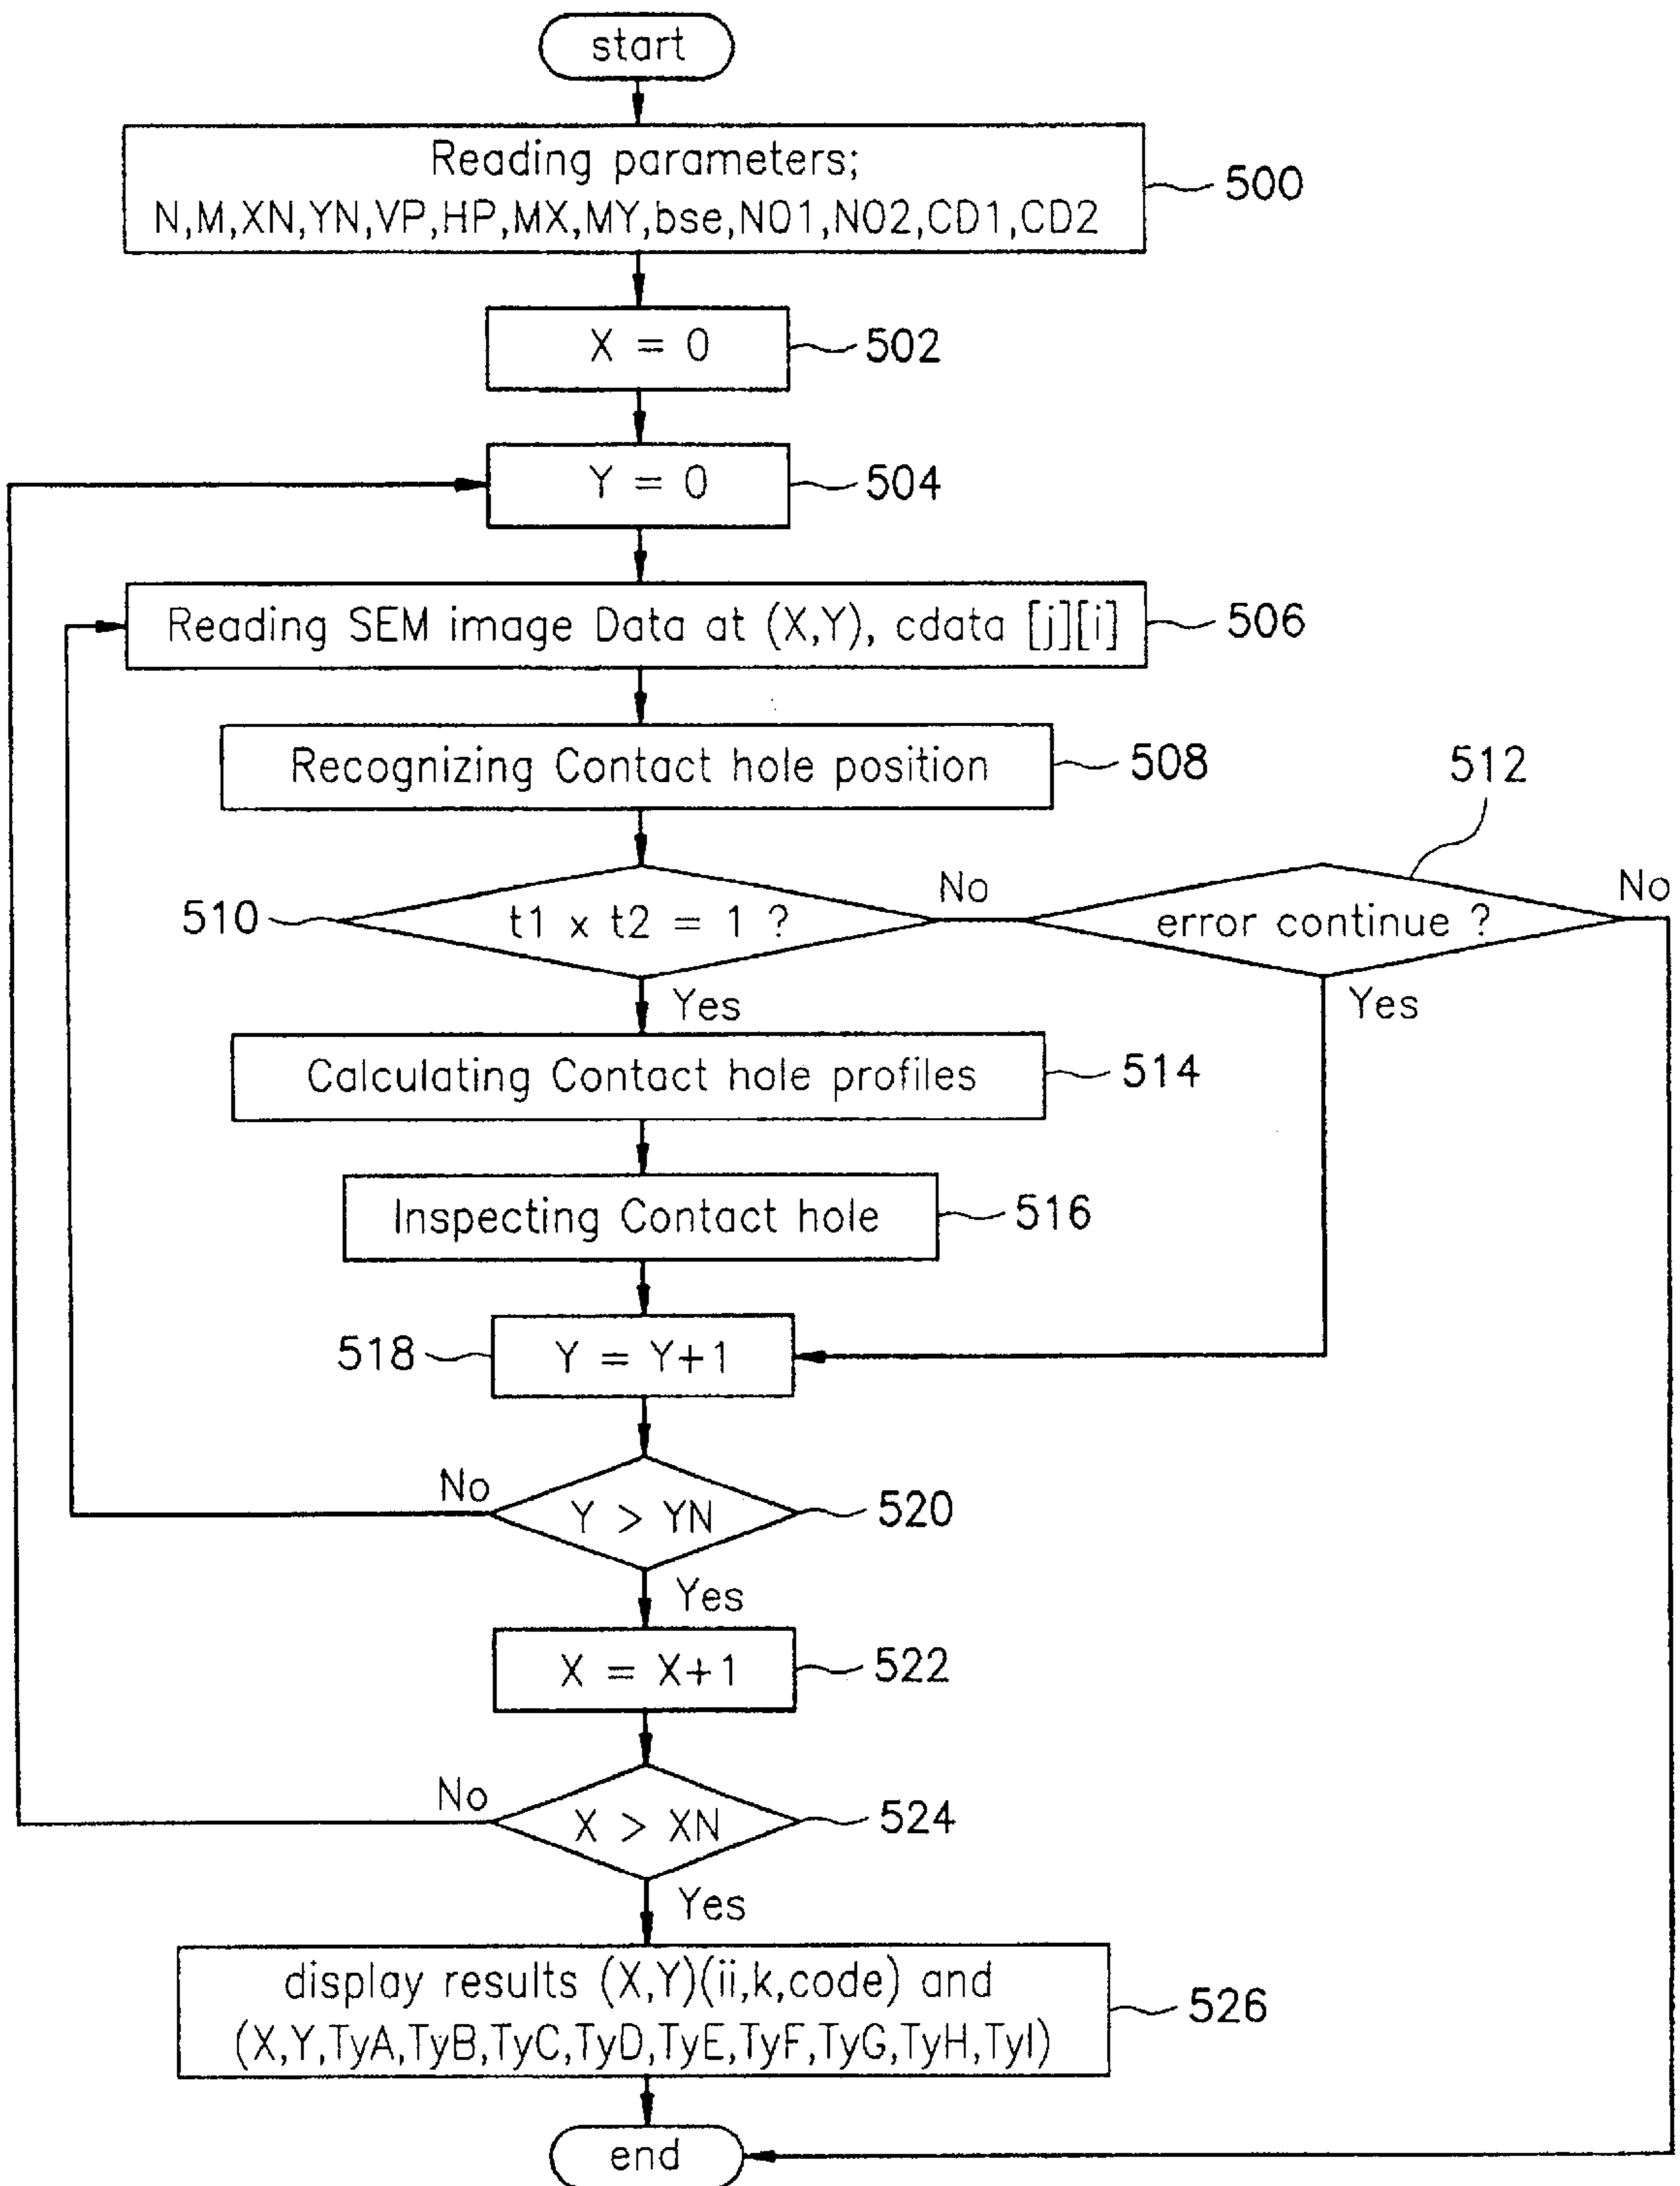 start
Reading parameters;
N,M,XN,YN,VP,HP,MX,MY,bse,NO1,NO2,CD1,CD2
500
X = 0
502
Y = 0
504
Reading SEM image Data at (X,Y), cdata [j][i]
506
Recognizing Contact hole position
508
512
510
t1 x t2 = 1 ?
No
error continue ?
No
Yes
Yes
Calculating Contact hole profiles
514
Inspecting Contact hole
516
518
Y = Y+1
No
Y > YN
520
Yes
X = X+1
522
No
X > XN
524
Yes
display results (X,Y)(ii,k,code) and
(X,Y,TyA,TyB,TyC,TyD,TyE,TyF,TyG,TyH,TyI)
526
end